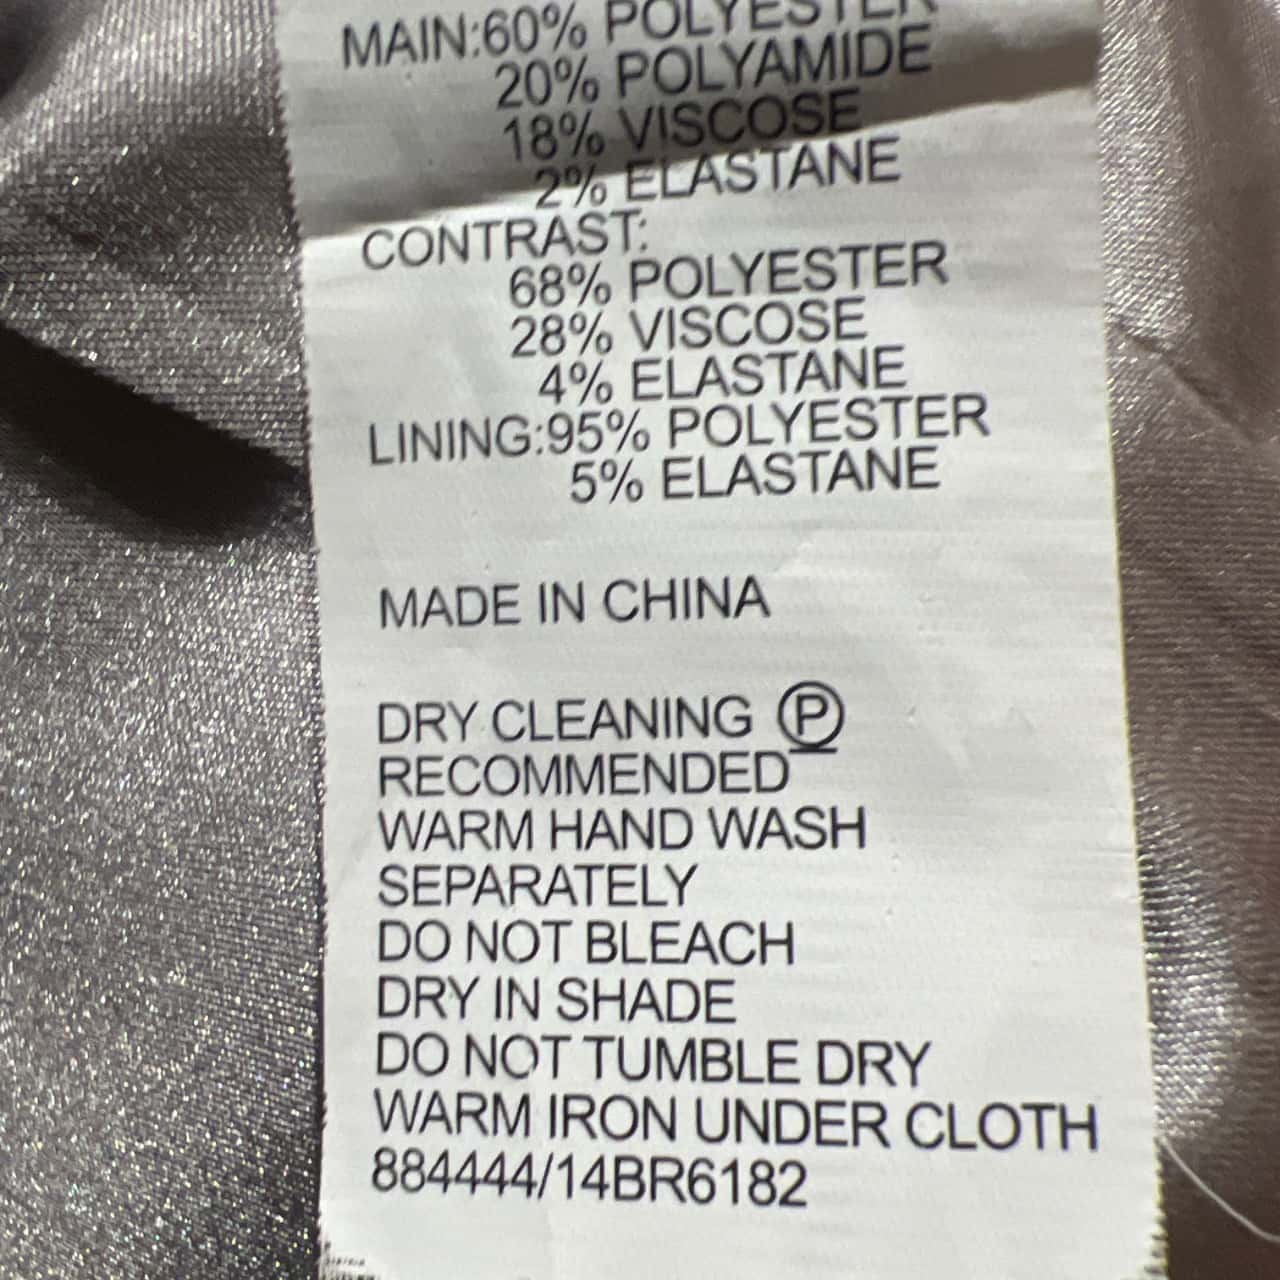 MAIN:60% POLYESTER
20% POLYAMIDE
18% VISCOSE
2% ELASTANE
CONTRAST:
68% POLYESTER
28% VISCOSE
4% ELASTANE
LINING:95% POLYESTER
5% ELASTANE
MADE IN CHINA
DRY CLEANING P
RECOMMENDED
WARM HAND WASH
SEPARATELY
DO NOT BLEACH
DRY IN SHADE
DO NOT TUMBLE DRY
WARM IRON UNDER CLOTH
884444/14BR6182